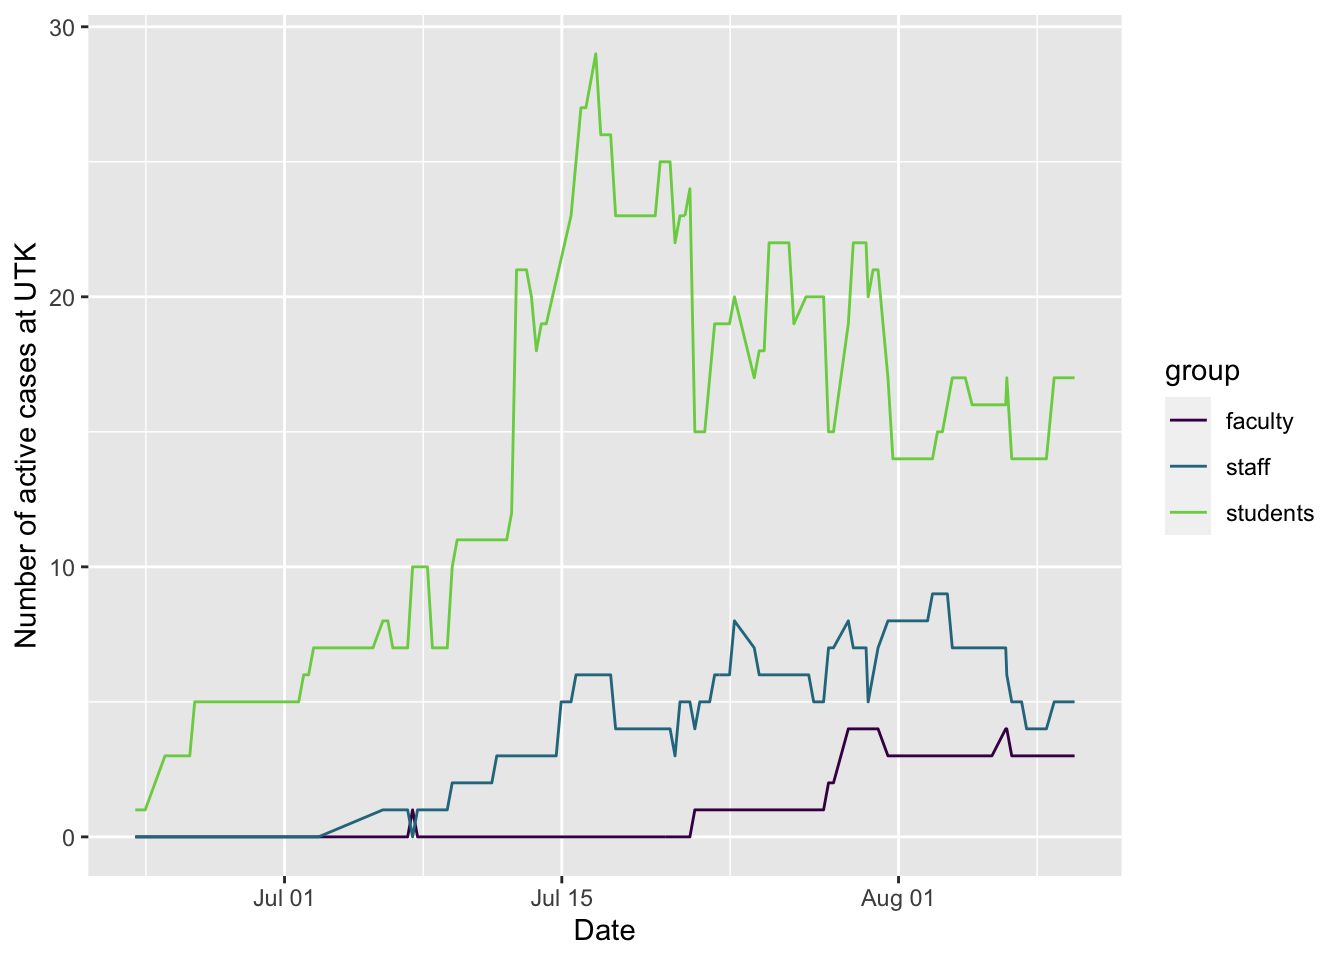 30
20
10
0
Number of active cases at UTK
Jul 01
Jul 15
Aug 01
Date
group
faculty
staff
students